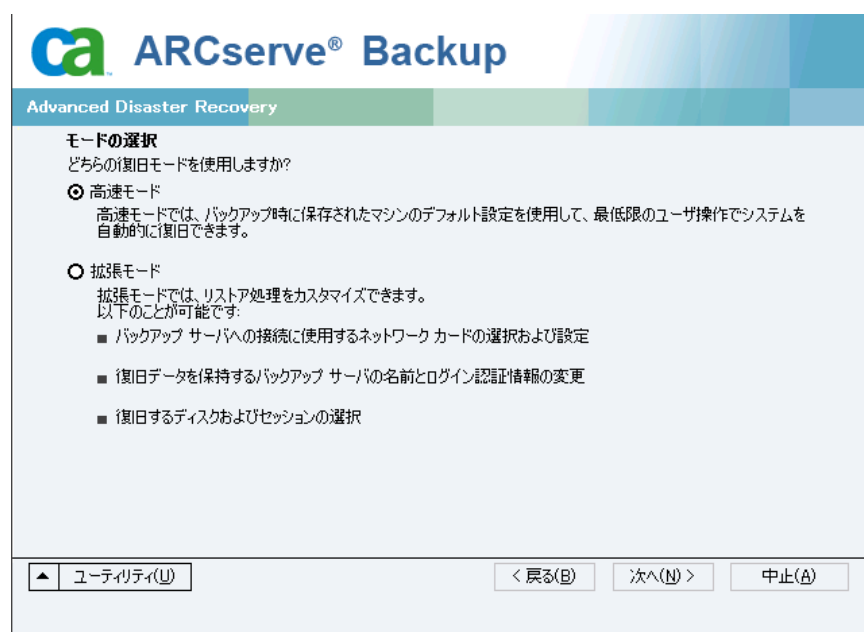 ca ARCserve® Backup
Advanced Disaster Recovery
モードの選択
どちらの復旧モードを使用しますか?
高速モード
高速モードでは、バックアップ時に保存されたマシンのデフォルト設定を使用して、最低限のユーザ操作でシステムを
自動的に復旧できます。
拡張モード
拡張モードでは、リストア処理をカスタマイズできます。
以下のことが可能です:
■ バックアップ サーバへの接続に使用するネットワーク カードの選択および設定
■ 復旧データを保持するバックアップ サーバの名前とログイン認証情報の変更
■ 復旧するディスクおよびセッションの選択
▲ ユーティリティ(U) < 戻る(B) 次へ(N) > 中止(A)